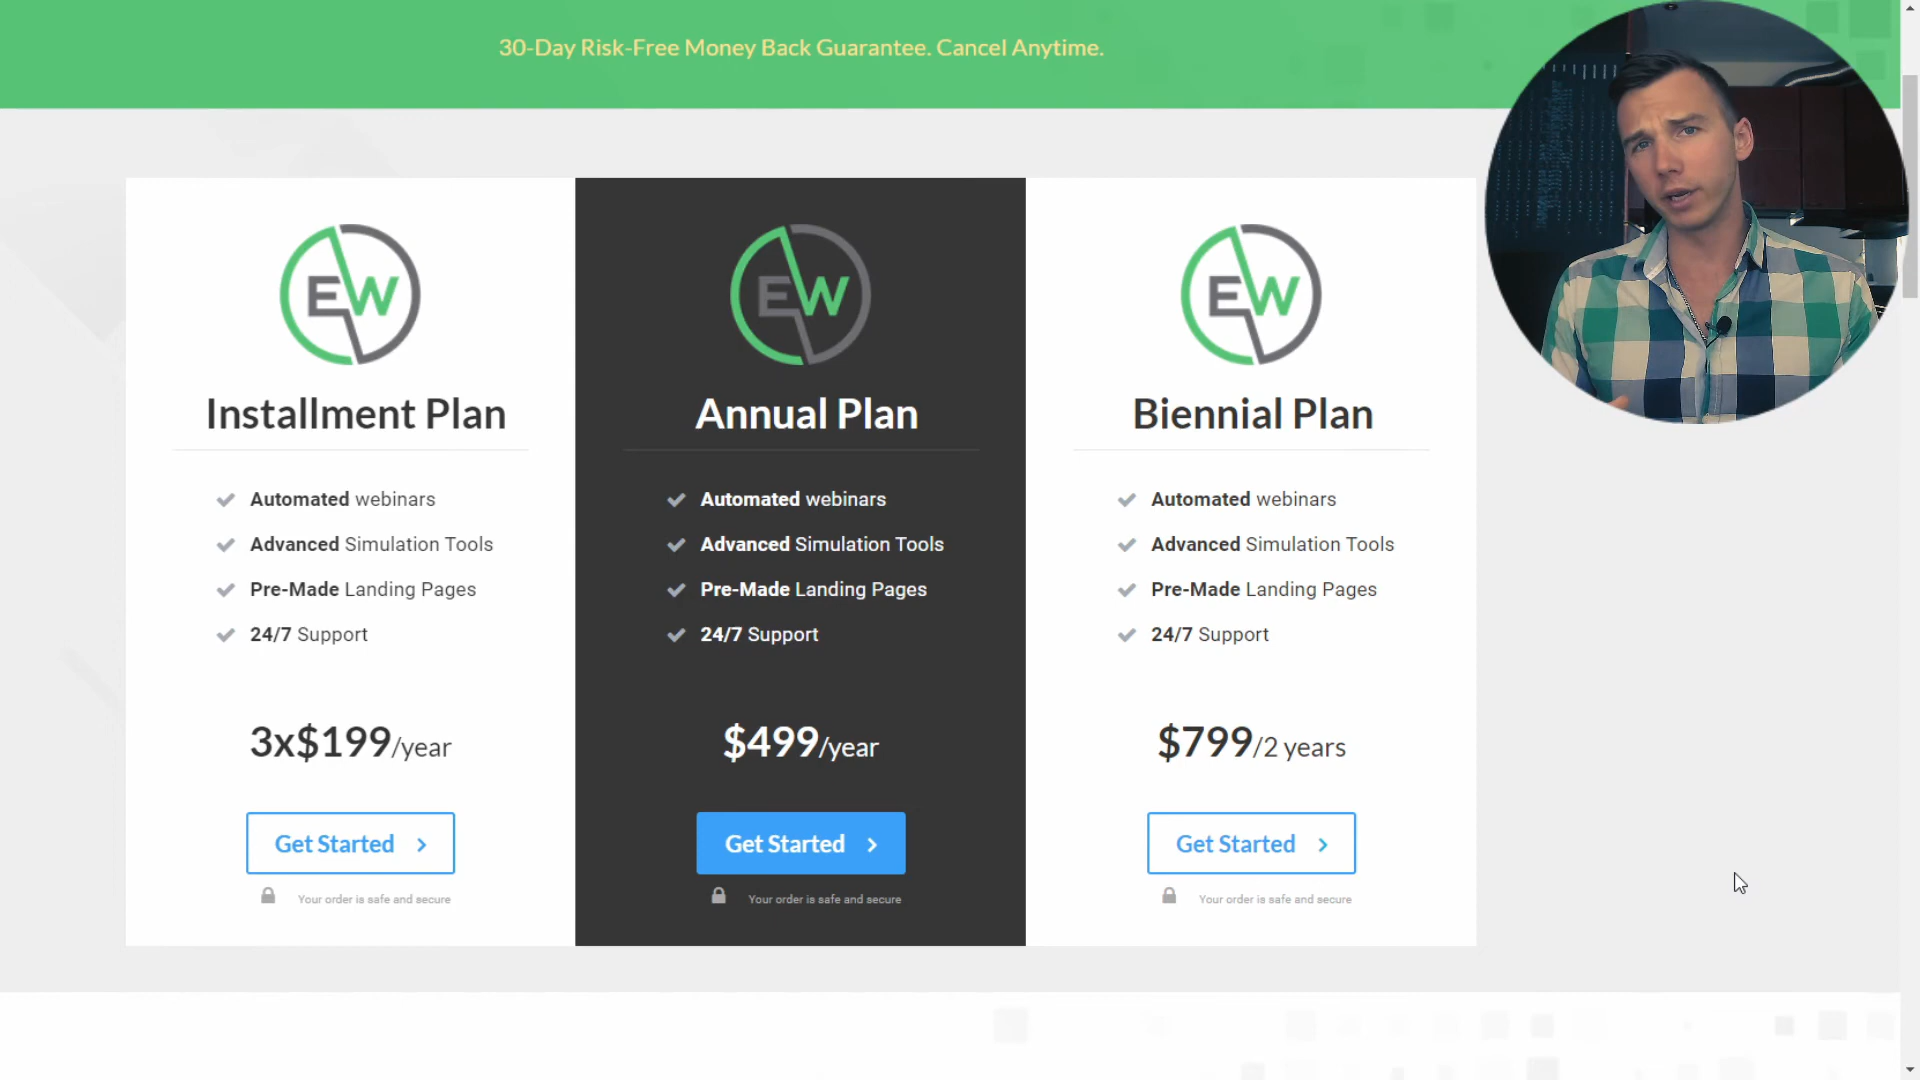 30-Day Risk-Free Money Back Guarantee. Cancel Anytime.
EW
Installment Plan
Automated webinars
Advanced Simulation Tools
Pre-Made Landing Pages
24/7 Support
3x$199/year
Get Started
Your order is safe and secure
EW
Annual Plan
Automated webinars
Advanced Simulation Tools
Pre-Made Landing Pages
24/7 Support
$499/year
Get Started
Your order is safe and secure
EW
Biennial Plan
Automated webinars
Advanced Simulation Tools
Pre-Made Landing Pages
24/7 Support
$799/2 years
Get Started
Your order is safe and secure